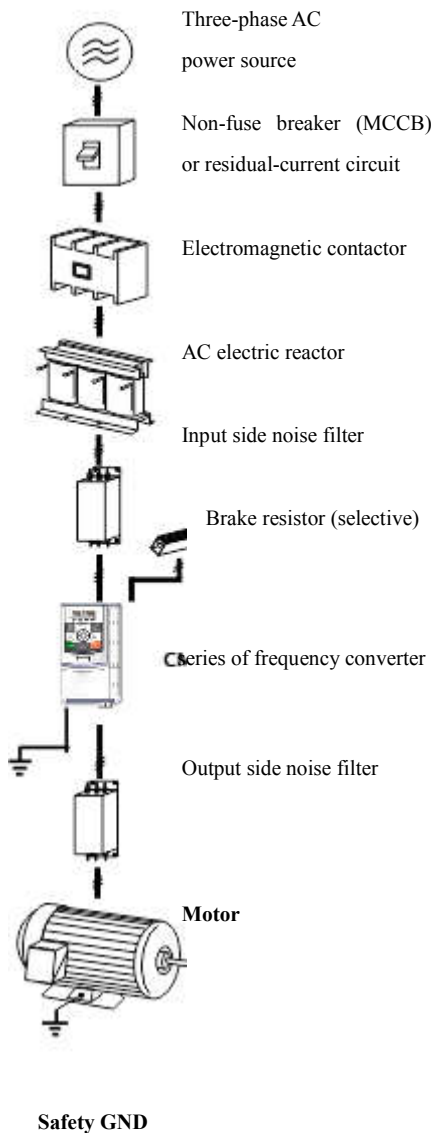 Three-phase AC
power source
Non-fuse breaker (MCCB)
or residual-current circuit
Electromagnetic contactor
AC electric reactor
Input side noise filter
Brake resistor (selective)
series of frequency converter
Output side noise filter
Motor
Safety GND